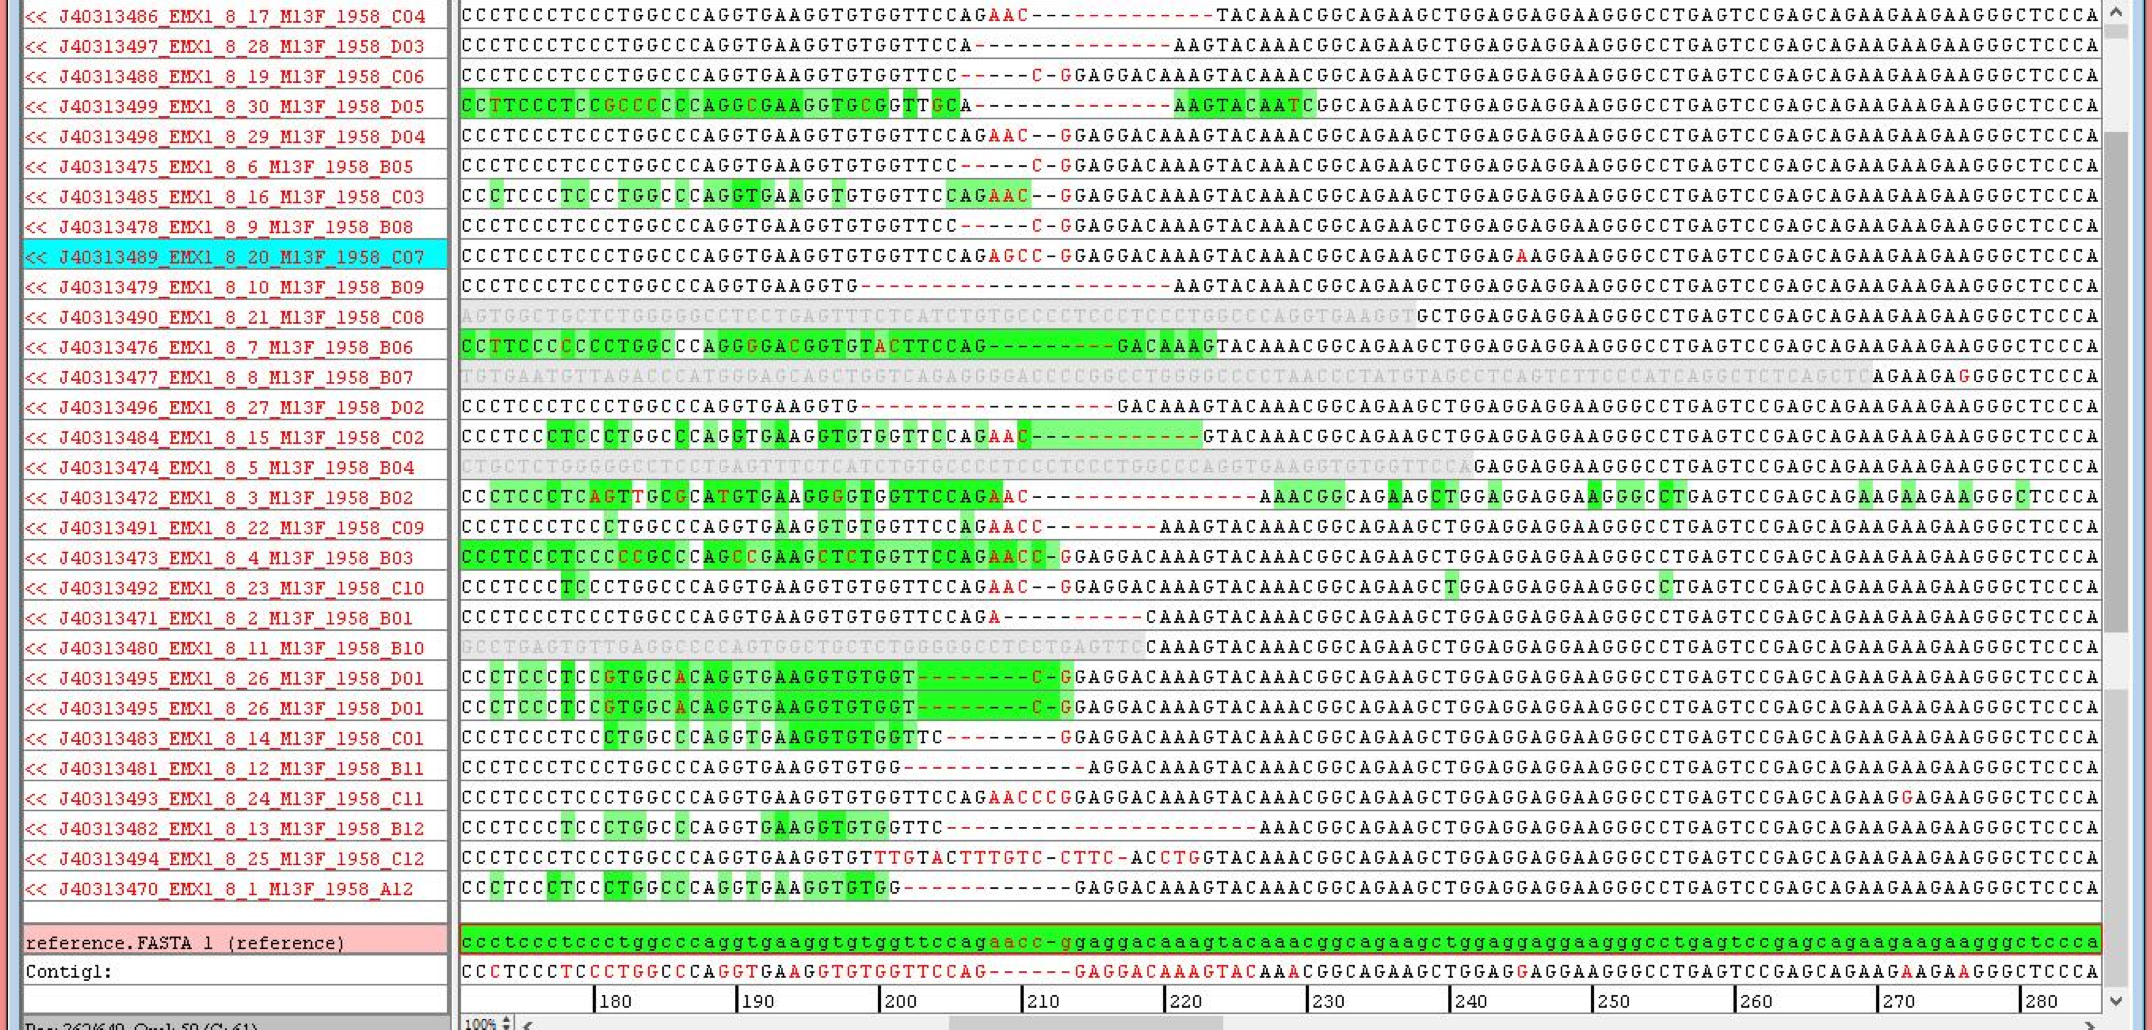 << J40313486_EMX1_8_17_M13F_1958_C04 CCCTCCCTCCCTGGCCCAGGTGAAGGTGTGGTTCCAGAAC-------------TACAAACGGCAGAAGCTGGAGGAGGAAGGGCCTGAGTCCGAGCAGAAGAAGAAGGGCTCCCA
<< J40313497_EMX1_8_28_M13F_1958_D03 CCCTCCCTCCCTGGCCCAGGTGAAGGTGTGGTTCCA--------------AAGTACAAACGGCAGAAGCTGGAGGAGGAAGGGCCTGAGTCCGAGCAGAAGAAGAAGGGCTCCCA
<< J40313488_EMX1_8_19_M13F_1958_C06 CCCTCCCTCCCTGGCCCAGGTGAAGGTGTGGTTCC-----C-GGAGGACAAAGTACAAACGGCAGAAGCTGGAGGAGGAAGGGCCTGAGTCCGAGCAGAAGAAGAAGGGCTCCCA
<< J40313499_EMX1_8_30_M13F_1958_D05 CCTTCCCTCCGCCCCCCAGGCGAAGGTGCGGTTGCA--------------AAGTACAATCGGCAGAAGCTGGAGGAGGAAGGGCCTGAGTCCGAGCAGAAGAAGAAGGGCTCCCA
<< J40313498_EMX1_8_29_M13F_1958_D04 CCCTCCCTCCCTGGCCCAGGTGAAGGTGTGGTTCCAGAAC--GGAGGACAAAGTACAAACGGCAGAAGCTGGAGGAGGAAGGGCCTGAGTCCGAGCAGAAGAAGAAGGGCTCCCA
<< J40313475_EMX1_8_6_M13F_1958_B05 CCCTCCCTCCCTGGCCCAGGTGAAGGTGTGGTTCC-----C-GGAGGACAAAGTACAAACGGCAGAAGCTGGAGGAGGAAGGGCCTGAGTCCGAGCAGAAGAAGAAGGGCTCCCA
<< J40313485_EMX1_8_16_M13F_1958_C03 CCCTCCCTCCCTGGCCCAGGTGAAGGTGTGGTTCCAGAAC--GGAGGACAAAGTACAAACGGCAGAAGCTGGAGGAGGAAGGGCCTGAGTCCGAGCAGAAGAAGAAGGGCTCCCA
<< J40313478_EMX1_8_9_M13F_1958_B08 CCCTCCCTCCCTGGCCCAGGTGAAGGTGTGGTTCC-----C-GGAGGACAAAGTACAAACGGCAGAAGCTGGAGGAGGAAGGGCCTGAGTCCGAGCAGAAGAAGAAGGGCTCCCA
<< J40313489_EMX1_8_20_M13F_1958_C07 CCCTCCCTCCCTGGCCCAGGTGAAGGTGTGGTTCCAGAGCC-GGAGGACAAAGTACAAACGGCAGAAGCTGGAGAAGGAAGGGCCTGAGTCCGAGCAGAAGAAGAAGGGCTCCCA
<< J40313479_EMX1_8_10_M13F_1958_B09 CCCTCCCTCCCTGGCCCAGGTGAAGGTG----------------------AAGTACAAACGGCAGAAGCTGGAGGAGGAAGGGCCTGAGTCCGAGCAGAAGAAGAAGGGCTCCCA
<< J40313490_EMX1_8_21_M13F_1958_C08 AGTGGCTGCTCTGGGGGCCTCCTGAGTTTCTCATCTGTGCCCCTCCCTCCCTGGCCCAGGTGAAGGTGCTGGAGGAGGAAGGGCCTGAGTCCGAGCAGAAGAAGAAGGGCTCCCA
<< J40313476_EMX1_8_7_M13F_1958_B06 CCTTCCCCCCCTGGCCCAGGGGACGGTGTACTTCCAG---------GACAAAGTACAAACGGCAGAAGCTGGAGGAGGAAGGGCCTGAGTCCGAGCAGAAGAAGAAGGGCTCCCA
<< J40313477_EMX1_8_8_M13F_1958_B07 TGTGAATGTTAGACCCATGGGAGCAGCTGGTCAGAGGGGACCCCGGCCTGGGGCCCCTAACCCTATGTAGCCTCAGTCTTCCCATCAGGCTCTCAGCTCAGAAGAGGGGCTCCCA
<< J40313496_EMX1_8_27_M13F_1958_D02 CCCTCCCTCCCTGGCCCAGGTGAAGGTG------------------GACAAAGTACAAACGGCAGAAGCTGGAGGAGGAAGGGCCTGAGTCCGAGCAGAAGAAGAAGGGCTCCCA
<< J40313484_EMX1_8_15_M13F_1958_C02 CCCTCCCTCCCTGGCCCAGGTGAAGGTGTGGTTCCAGAAC------------GTACAAACGGCAGAAGCTGGAGGAGGAAGGGCCTGAGTCCGAGCAGAAGAAGAAGGGCTCCCA
<< J40313474_EMX1_8_5_M13F_1958_B04 CTGCTCTGGGGGCCTCCTGAGTTTCTCATCTGTGCCCCTCCCTCCCTGGCCCAGGTGAAGGTGTGGTTCCAGAGGAGGAAGGGCCTGAGTCCGAGCAGAAGAAGAAGGGCTCCCA
<< J40313472_EMX1_8_3_M13F_1958_B02 CCCTCCCTCAGTTGCGCATGTGAAGGGGTGGTTCCAGAAC----------------AAACGGCAGAAGCTGGAGGAGGAAGGGCCTGAGTCCGAGCAGAAGAAGAAGGGCTCCCA
<< J40313491_EMX1_8_22_M13F_1958_C09 CCCTCCCTCCCTGGCCCAGGTGAAGGTGTGGTTCCAGAACC--------AAAGTACAAACGGCAGAAGCTGGAGGAGGAAGGGCCTGAGTCCGAGCAGAAGAAGAAGGGCTCCCA
<< J40313473_EMX1_8_4_M13F_1958_B03 CCCTCCCTCCCCCGCCCAGCCGAAGCTCTGGTTCCAGAACC-GGAGGACAAAGTACAAACGGCAGAAGCTGGAGGAGGAAGGGCCTGAGTCCGAGCAGAAGAAGAAGGGCTCCCA
<< J40313492_EMX1_8_23_M13F_1958_C10 CCCTCCCTCCCTGGCCCAGGTGAAGGTGTGGTTCCAGAAC--GGAGGACAAAGTACAAACGGCAGAAGCTGGAGGAGGAAGGGCCTGAGTCCGAGCAGAAGAAGAAGGGCTCCCA
<< J40313471_EMX1_8_2_M13F_1958_B01 CCCTCCCTCCCTGGCCCAGGTGAAGGTGTGGTTCCAGA----------CAAAGTACAAACGGCAGAAGCTGGAGGAGGAAGGGCCTGAGTCCGAGCAGAAGAAGAAGGGCTCCCA
<< J40313480_EMX1_8_11_M13F_1958_B10 GCCTGAGTGTTGAGGCCCCAGTGGCTGCTCTGGGGGCCTCCTGAGTTCCAAAGTACAAACGGCAGAAGCTGGAGGAGGAAGGGCCTGAGTCCGAGCAGAAGAAGAAGGGCTCCCA
<< J40313495_EMX1_8_26_M13F_1958_D01 CCCTCCCTCCGTGGCACAGGTGAAGGTGTGGT--------C-GGAGGACAAAGTACAAACGGCAGAAGCTGGAGGAGGAAGGGCCTGAGTCCGAGCAGAAGAAGAAGGGCTCCCA
<< J40313495_EMX1_8_26_M13F_1958_D01 CCCTCCCTCCGTGGCACAGGTGAAGGTGTGGT--------C-GGAGGACAAAGTACAAACGGCAGAAGCTGGAGGAGGAAGGGCCTGAGTCCGAGCAGAAGAAGAAGGGCTCCCA
<< J40313483_EMX1_8_14_M13F_1958_C01 CCCTCCCTCCCTGGCCCAGGTGAAGGTGTGGTTC--------GGAGGACAAAGTACAAACGGCAGAAGCTGGAGGAGGAAGGGCCTGAGTCCGAGCAGAAGAAGAAGGGCTCCCA
<< J40313481_EMX1_8_12_M13F_1958_B11 CCCTCCCTCCCTGGCCCAGGTGAAGGTGTGG-------------AGGACAAAGTACAAACGGCAGAAGCTGGAGGAGGAAGGGCCTGAGTCCGAGCAGAAGAAGAAGGGCTCCCA
<< J40313493_EMX1_8_24_M13F_1958_C11 CCCTCCCTCCCTGGCCCAGGTGAAGGTGTGGTTCCAGAACCCGGAGGACAAAGTACAAACGGCAGAAGCTGGAGGAGGAAGGGCCTGAGTCCGAGCAGAAGGAGAAGGGCTCCCA
<< J40313482_EMX1_8_13_M13F_1958_B12 CCCTCCCTCCCTGGCCCAGGTGAAGGTGTGGTTC----------------------AAACGGCAGAAGCTGGAGGAGGAAGGGCCTGAGTCCGAGCAGAAGAAGAAGGGCTCCCA
<< J40313494_EMX1_8_25_M13F_1958_C12 CCCTCCCTCCCTGGCCCAGGTGAAGGTGTTTGTACTTTGTC-CTTC-ACCTGGTACAAACGGCAGAAGCTGGAGGAGGAAGGGCCTGAGTCCGAGCAGAAGAAGAAGGGCTCCCA
<< J40313470_EMX1_8_1_M13F_1958_A12 CCCTCCCTCCCTGGCCCAGGTGAAGGTGTGG------------GAGGACAAAGTACAAACGGCAGAAGCTGGAGGAGGAAGGGCCTGAGTCCGAGCAGAAGAAGAAGGGCTCCCA
reference.FASTA 1 (reference) ccctccctccctggcccaggtgaaggtgtggttccagaacc-ggaggacaaagtacaaacggcagaagctggaggaggaagggcctgagtccgagcagaagaagaagggctccca
Contig1: CCCTCCCTCCCTGGCCCAGGTGAAGGTGTGGTTCCAG------GAGGACAAAGTACAAACGGCAGAAGCTGGAGGAGGAAGGGCCTGAGTCCGAGCAGAAGAAGAAGGGCTCCCA
180 190 200 210 220 230 240 250 260 270 280
100%